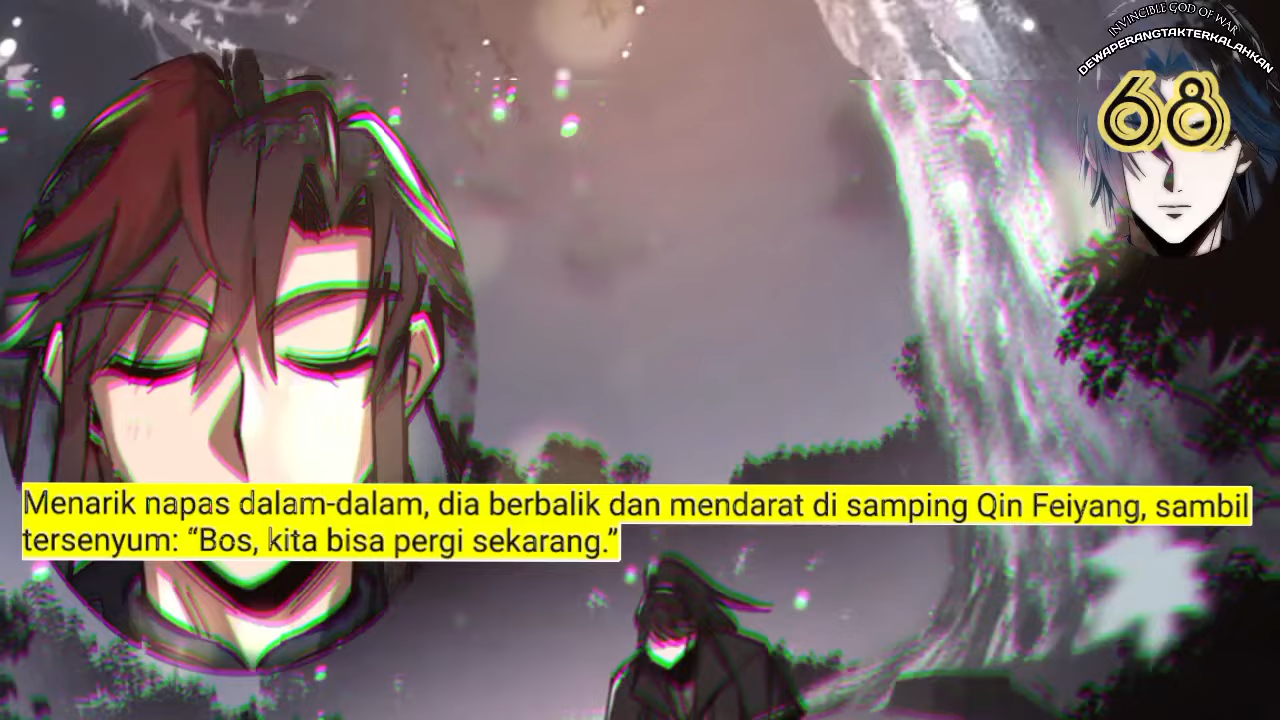 INVINCIBLE GOD OF WAR
DEWAPERANGTAKTERKALAHKAN
68
Menarik napas dalam-dalam, dia berbalik dan mendarat di samping Qin Feiyang, sambil
tersenyum: “Bos, kita bisa pergi sekarang.”